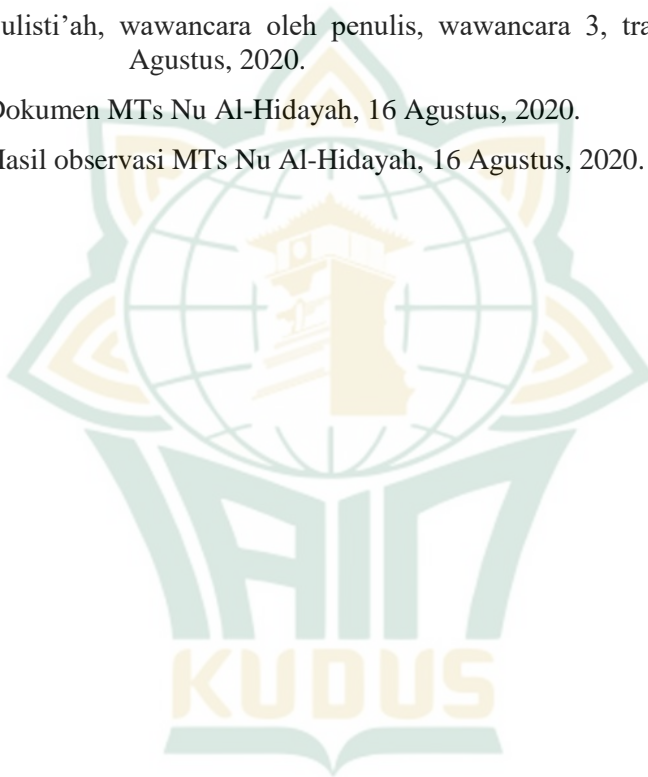 ulisti'ah, wawancara oleh penulis, wawancara 3, tra
Agustus, 2020.
Dokumen MTs Nu Al-Hidayah, 16 Agustus, 2020.
Hasil observasi MTs Nu Al-Hidayah, 16 Agustus, 2020.
IAIN
KUDUS